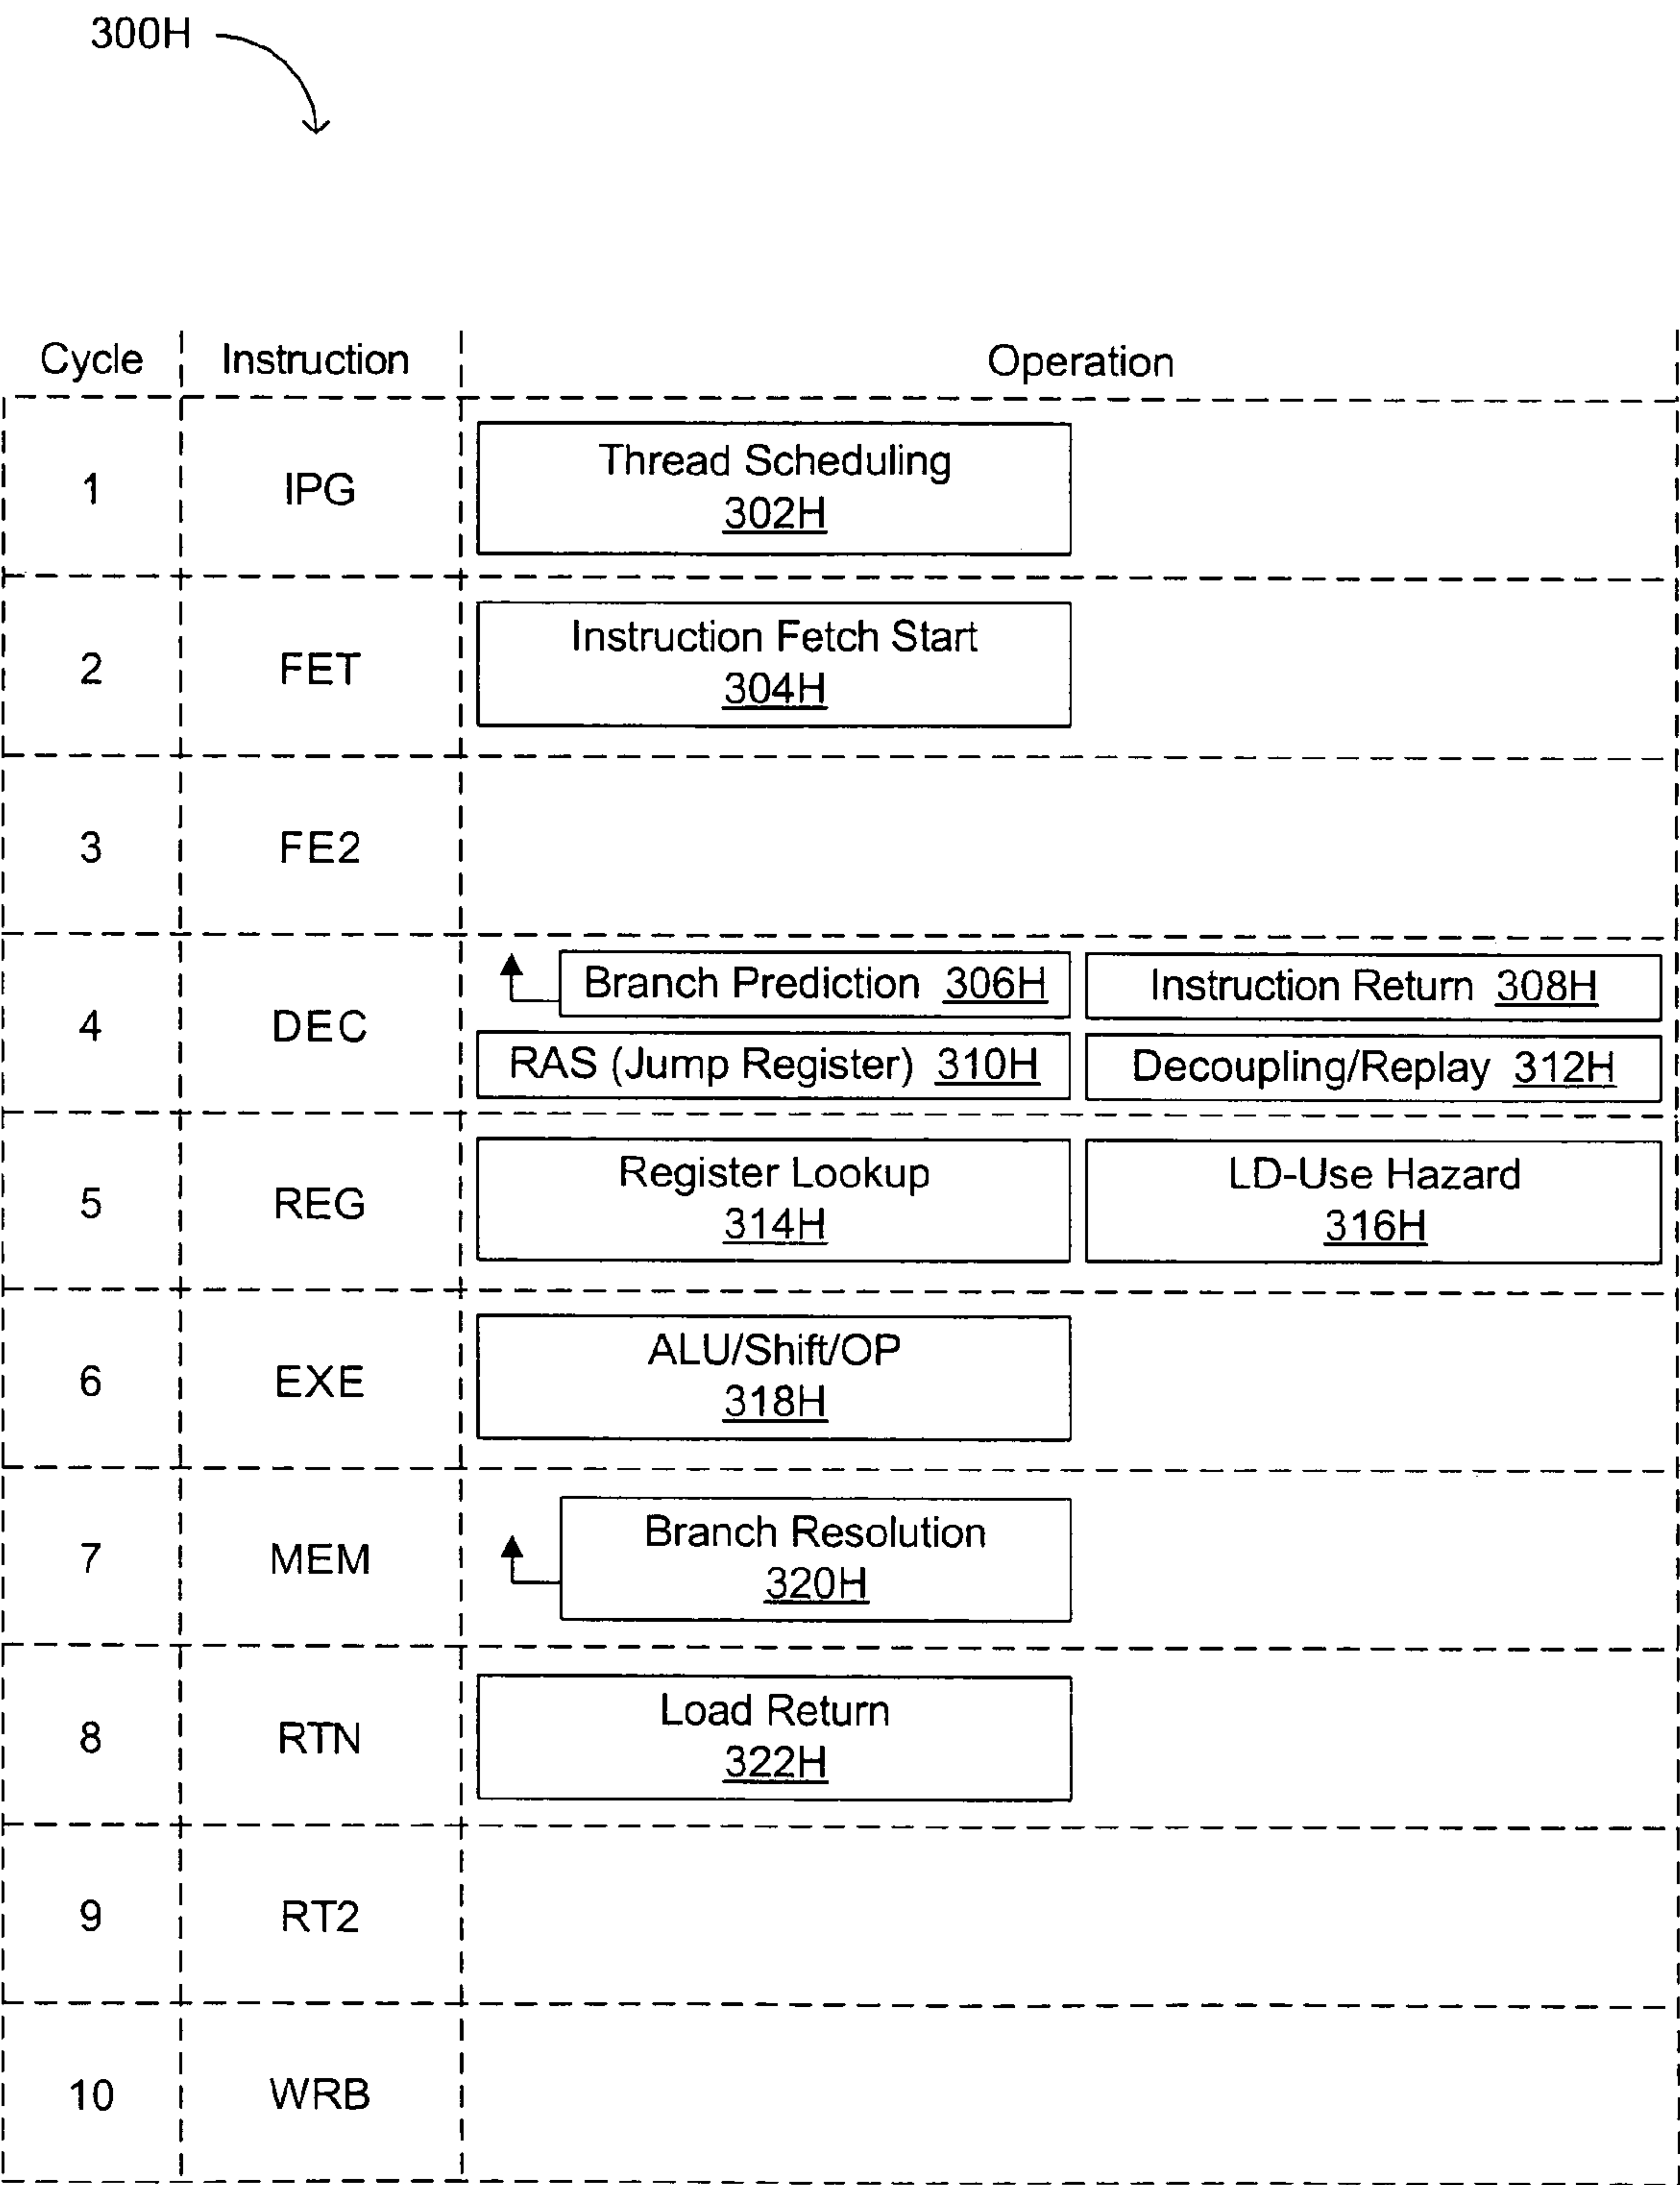 300H
Cycle Instruction Operation
1 IPG Thread Scheduling
302H
2 FET Instruction Fetch Start
304H
3 FE2
4 DEC Branch Prediction 306H Instruction Return 308H
RAS (Jump Register) 310H Decoupling/Replay 312H
5 REG Register Lookup LD-Use Hazard
314H 316H
6 EXE ALU/Shift/OP
318H
7 MEM Branch Resolution
320H
8 RTN Load Return
322H
9 RT2
10 WRB